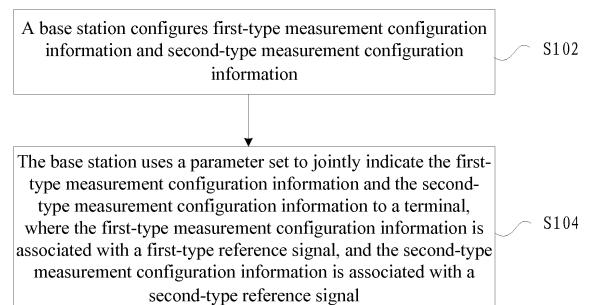 A base station configures first-type measurement configuration
information and second-type measurement configuration
information
S102
The base station uses a parameter set to jointly indicate the first-
type measurement configuration information and the second-
type measurement configuration information to a terminal,
where the first-type measurement configuration information is
associated with a first-type reference signal, and the second-type
measurement configuration information is associated with a
second-type reference signal
S104